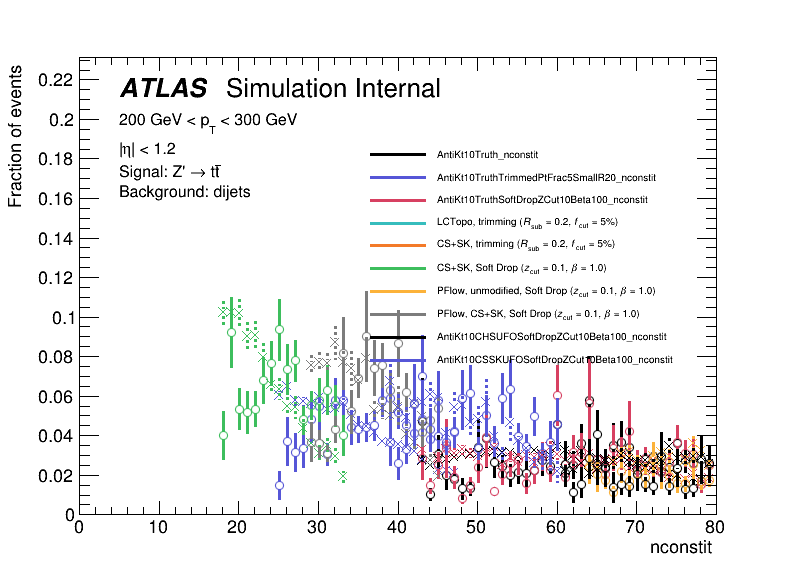 ATLAS Simulation Internal
200 GeV < p_T < 300 GeV
|η| < 1.2
Signal: Z' → tt̄
Background: dijets
AntiKt10Truth_nconstit
AntiKt10TruthTrimmedPtFrac5SmallR20_nconstit
AntiKt10TruthSoftDropZCut10Beta100_nconstit
LCTopo, trimming (R_sub = 0.2, f_cut = 5%)
CS+SK, trimming (R_sub = 0.2, f_cut = 5%)
CS+SK, Soft Drop (z_cut = 0.1, β = 1.0)
PFlow, unmodified, Soft Drop (z_cut = 0.1, β = 1.0)
PFlow, CS+SK, Soft Drop (z_cut = 0.1, β = 1.0)
AntiKt10CHSUFOSoftDropZCut10Beta100_nconstit
AntiKt10CSSKUFOSoftDropZCut10Beta100_nconstit
Fraction of events
0.22
0.2
0.18
0.16
0.14
0.12
0.1
0.08
0.06
0.04
0.02
0
0 10 20 30 40 50 60 70 80
nconstit